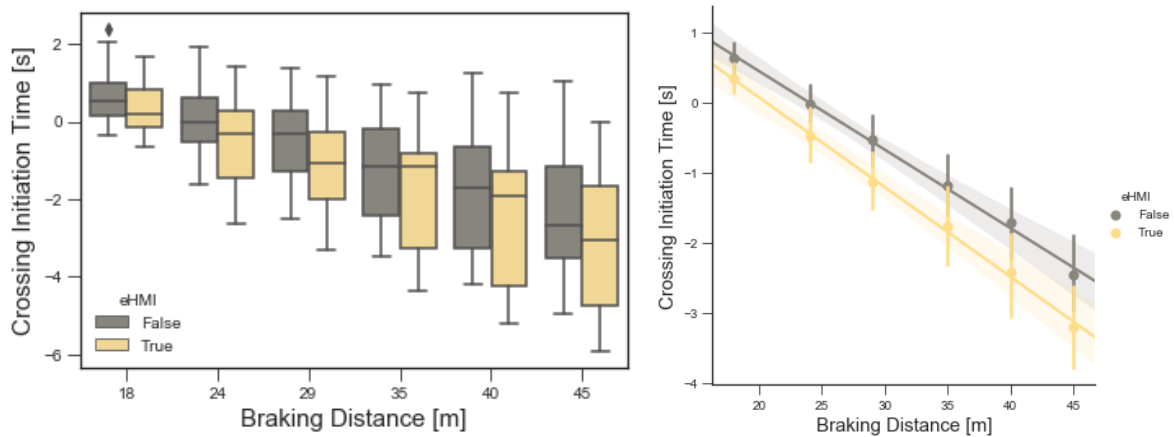 Crossing Initiation Time [s]
2
0
−2
−4
−6
eHMI
False
True
18
24
29
35
40
45
Braking Distance [m]
Crossing Initiation Time [s]
1
0
−1
−2
−3
−4
20
25
30
35
40
45
Braking Distance [m]
eHMI
False
True